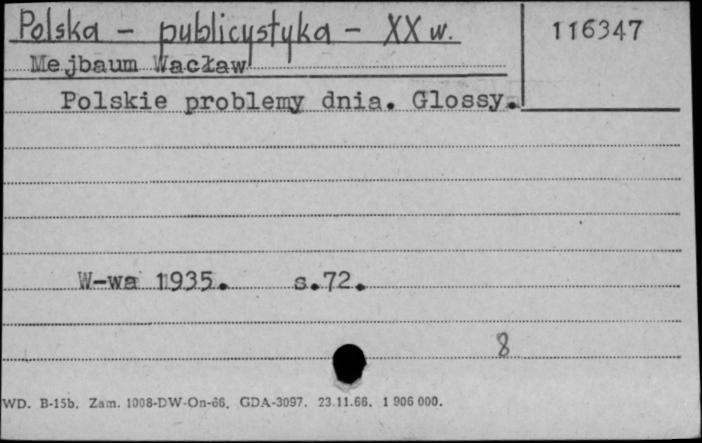 Polska - publicystyka - XX w.
116347
Mejbaum Wacław
Polskie problemy dnia. Glossy.
W-wa 1935. s.72.
8
WD. B-15b. Zam. 1008-DW-On-66. GDA-3097. 23.11.66. 1 906 000.